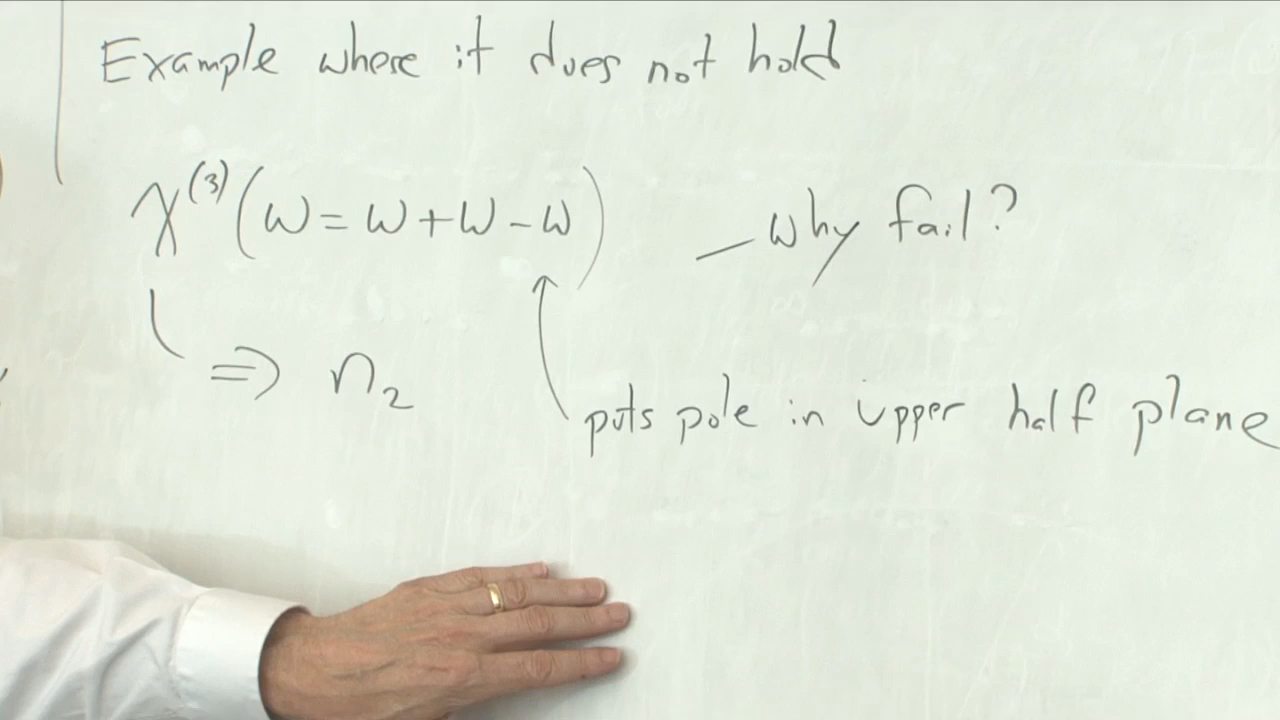 Example where it does not hold
χ⁽³⁾(ω = ω + ω - ω) — why fail?
⇒ n₂
puts pole in upper half plane